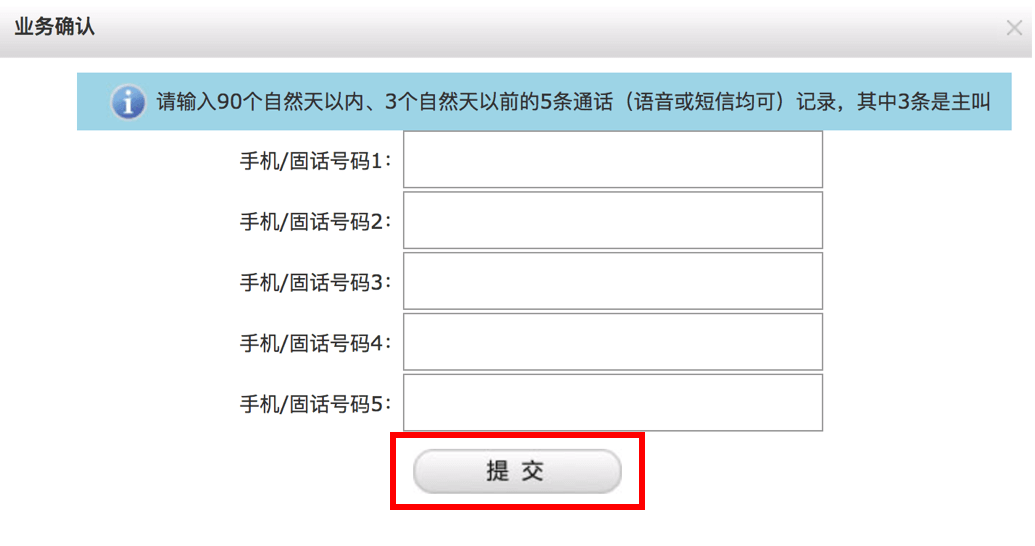 业务确认
请输入90个自然天以内、3个自然天以前的5条通话（语音或短信均可）记录，其中3条是主叫
手机/固话号码1：
手机/固话号码2：
手机/固话号码3：
手机/固话号码4：
手机/固话号码5：
提 交